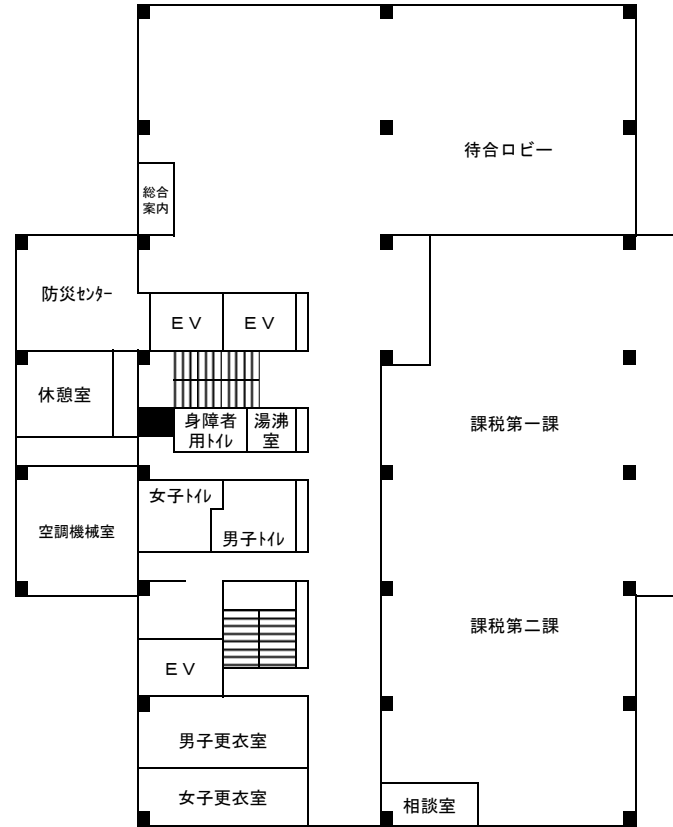 待合ロビー
総合
案内
防災ｾﾝﾀｰ
ＥＶ
ＥＶ
休憩室
身障者
用ﾄｲﾚ
湯沸
室
課税第一課
女子ﾄｲﾚ
空調機械室
男子ﾄｲﾚ
課税第二課
ＥＶ
男子更衣室
女子更衣室
相談室